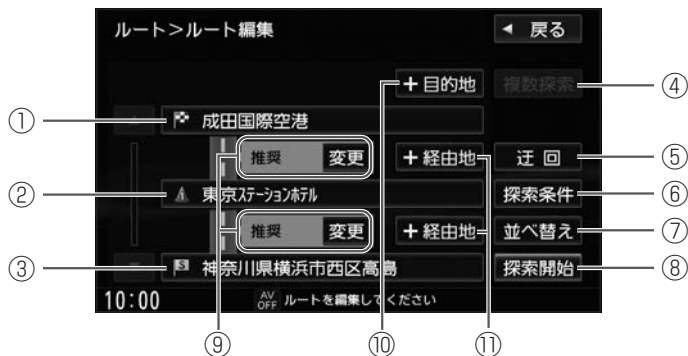 ルート>ルート編集 ◀ 戻る
⑩ +目的地 複数探索 ④
① 成田国際空港
推奨 変更 +経由地 迂回 ⑤
② 東京ステーションホテル 探索条件 ⑥
推奨 変更 +経由地 並べ替え ⑦
③ S 神奈川県横浜市西区高島 探索開始 ⑧
10:00 AV OFF ルートを編集してください
⑨ ⑩ ⑪